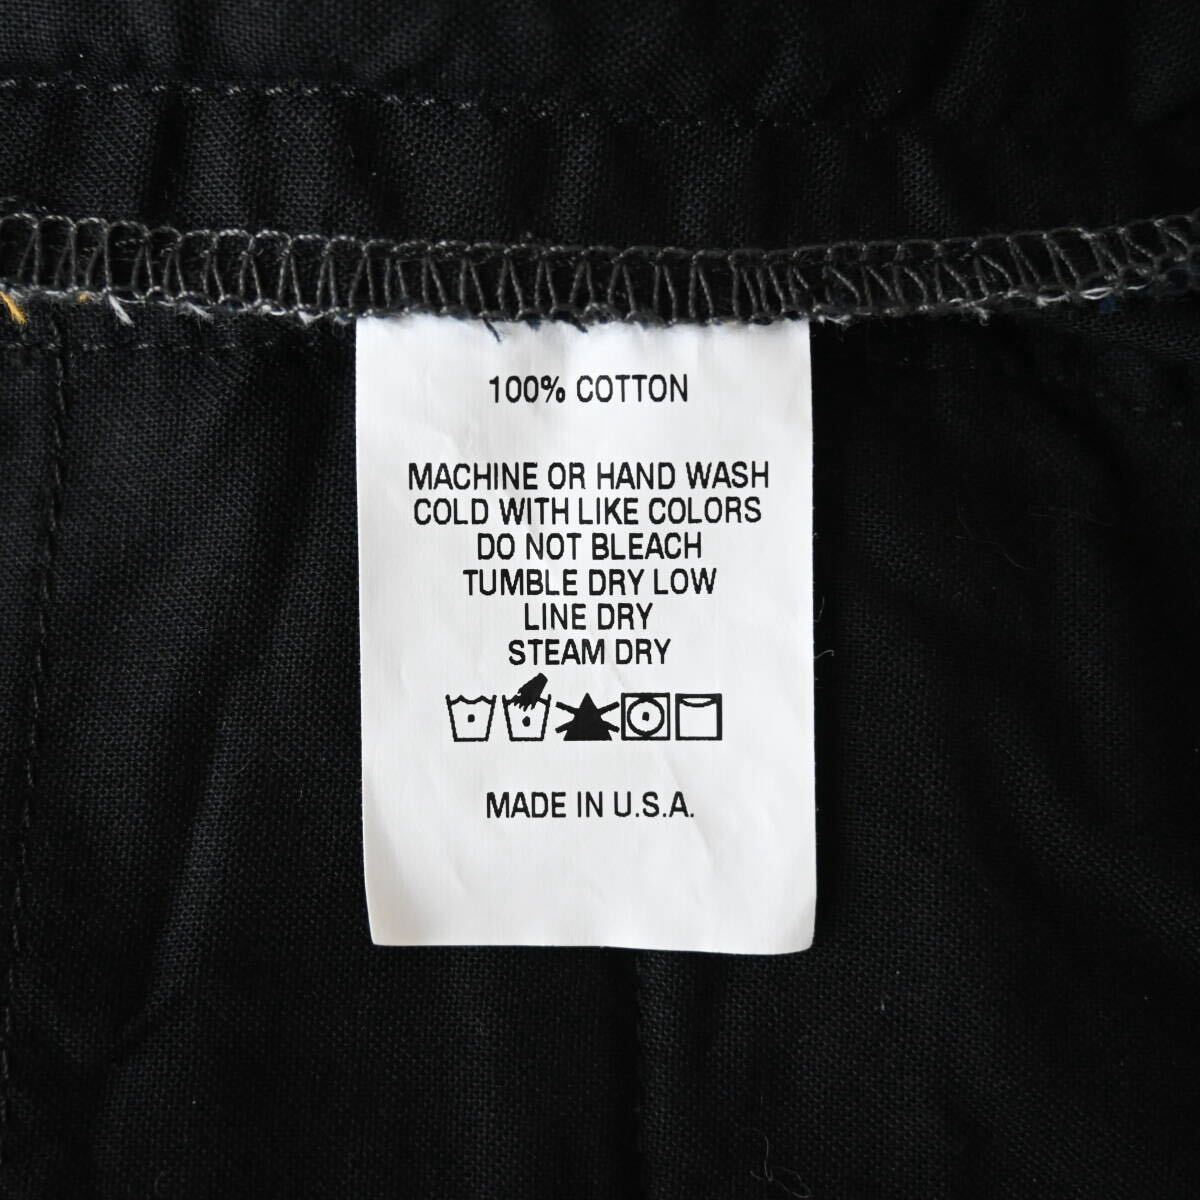 100% COTTON
MACHINE OR HAND WASH
COLD WITH LIKE COLORS
DO NOT BLEACH
TUMBLE DRY LOW
LINE DRY
STEAM DRY
MADE IN U.S.A.